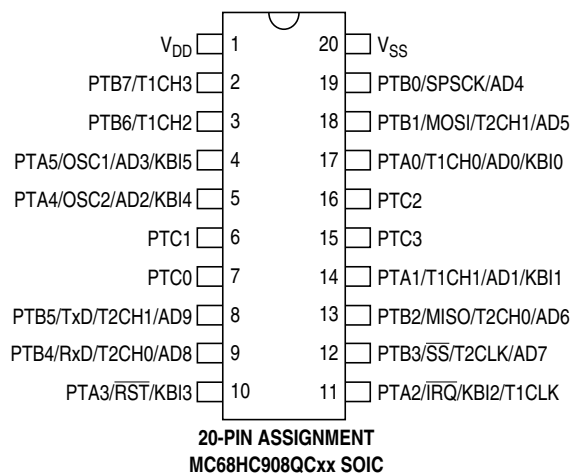 V_DD 1 20 V_SS
PTB7/T1CH3 2 19 PTB0/SPSCK/AD4
PTB6/T1CH2 3 18 PTB1/MOSI/T2CH1/AD5
PTA5/OSC1/AD3/KBI5 4 17 PTA0/T1CH0/AD0/KBI0
PTA4/OSC2/AD2/KBI4 5 16 PTC2
PTC1 6 15 PTC3
PTC0 7 14 PTA1/T1CH1/AD1/KBI1
PTB5/TxD/T2CH1/AD9 8 13 PTB2/MISO/T2CH0/AD6
PTB4/RxD/T2CH0/AD8 9 12 PTB3/S̅S̅/T2CLK/AD7
PTA3/R̅S̅T̅/KBI3 10 11 PTA2/I̅R̅Q̅/KBI2/T1CLK
20-PIN ASSIGNMENT
MC68HC908QCxx SOIC